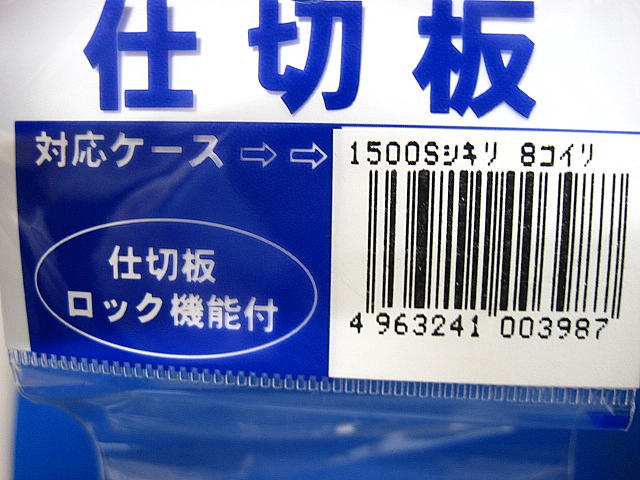 仕切板
対応ケース ⇨ ⇨
1500Sシキリ 8コイリ
仕切板
ロック機能付
4 963241 003987